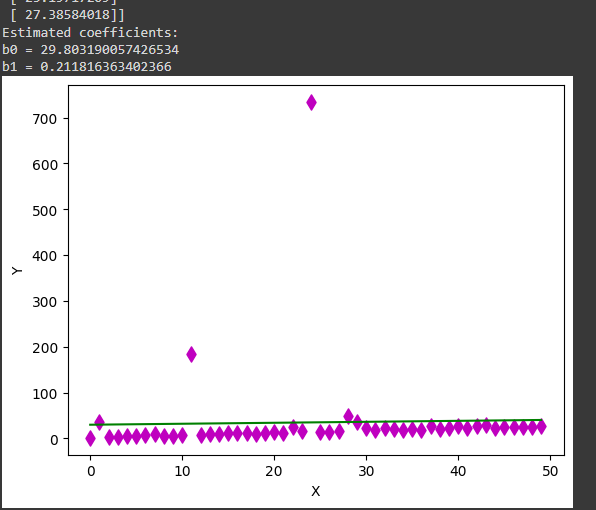 [ 27.38584018]]
Estimated coefficients:
b0 = 29.803190057426534
b1 = 0.211816363402366
700
600
500
400
300
200
100
0
Y
0 10 20 30 40 50
X